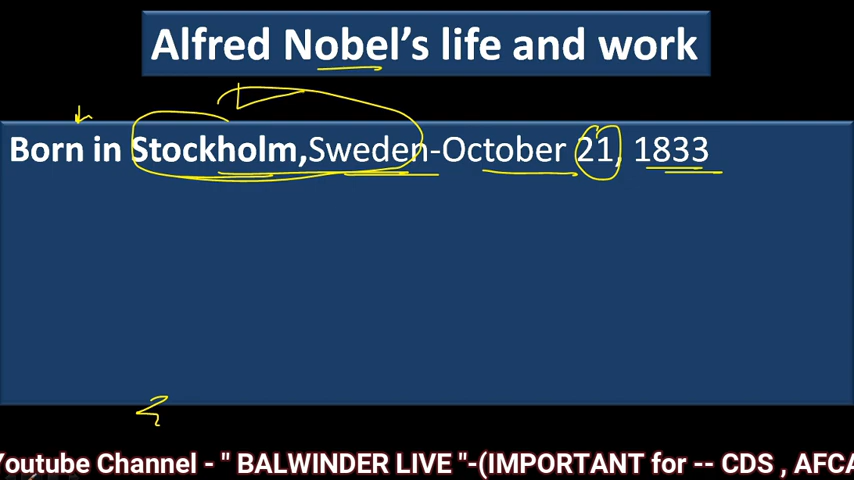 Alfred Nobel's life and work
Born in Stockholm,Sweden-October 21, 1833
Youtube Channel - " BALWINDER LIVE "-(IMPORTANT for -- CDS , AFCA